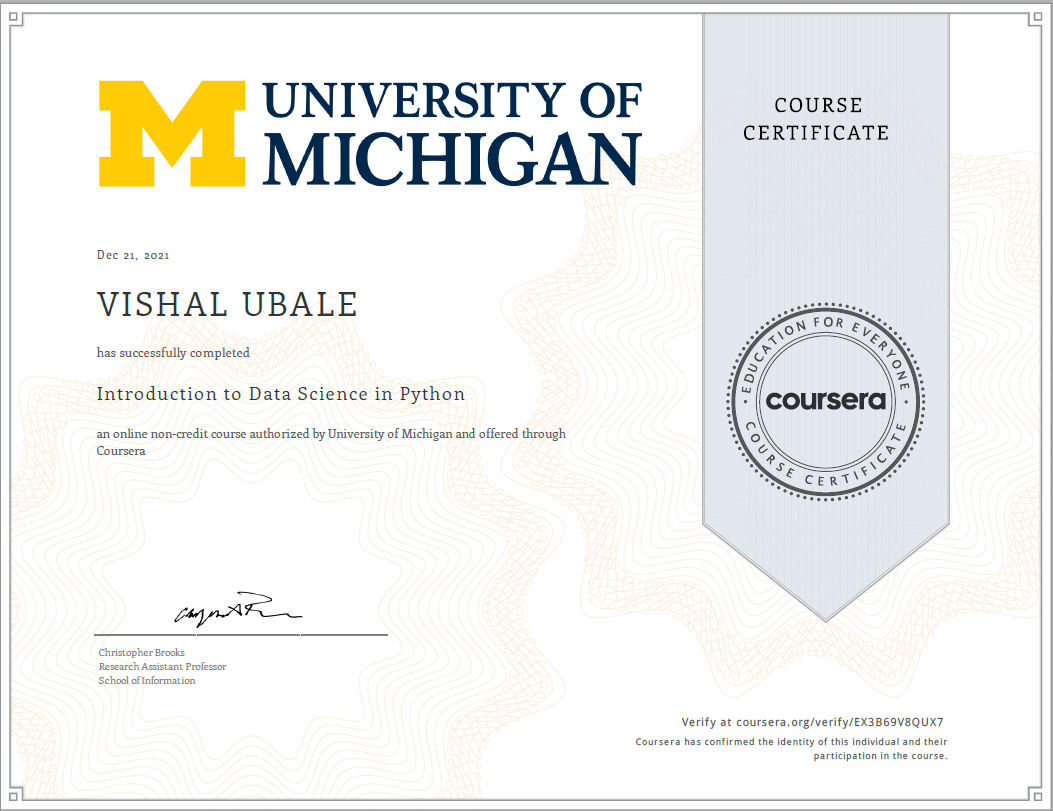 UNIVERSITY OF
MICHIGAN
COURSE
CERTIFICATE
Dec 21, 2021
VISHAL UBALE
has successfully completed
Introduction to Data Science in Python
an online non-credit course authorized by University of Michigan and offered through
Coursera
EDUCATION FOR EVERYONE
coursera
COURSE CERTIFICATE
Christopher Brooks
Research Assistant Professor
School of Information
Verify at coursera.org/verify/EX3B69V8QUX7
Coursera has confirmed the identity of this individual and their
participation in the course.